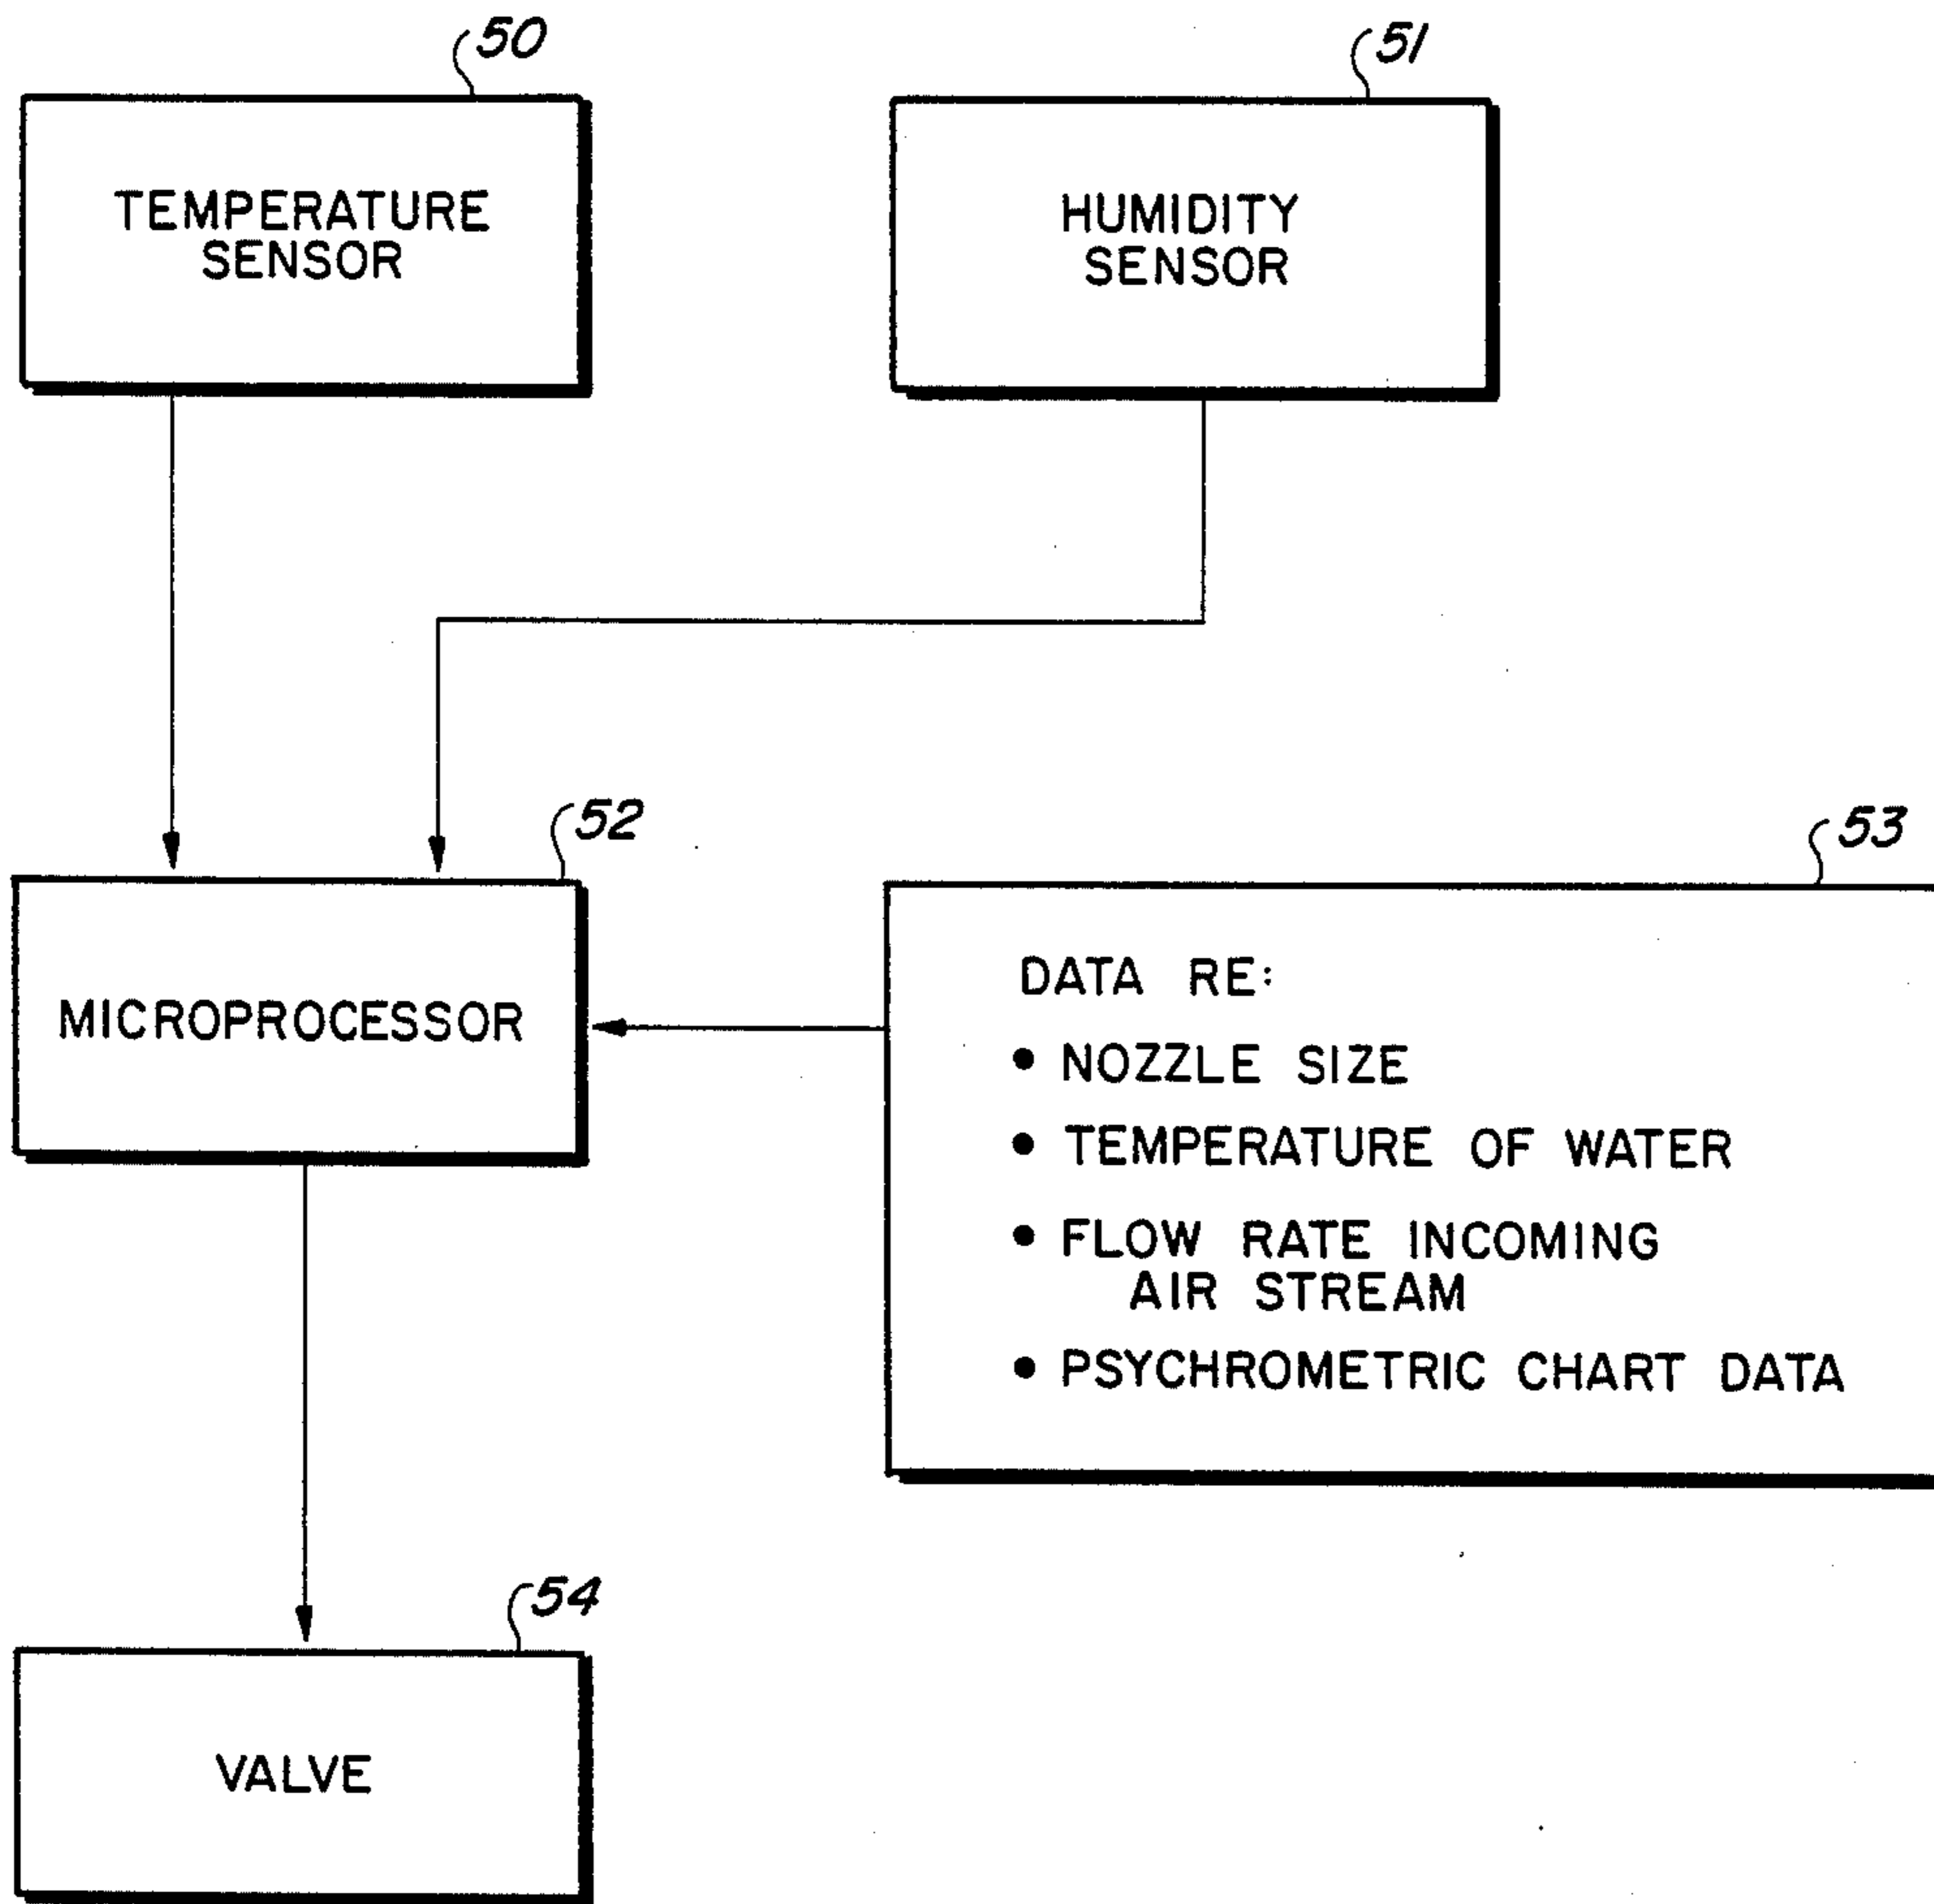 50
51
TEMPERATURE
SENSOR
HUMIDITY
SENSOR
52
53
MICROPROCESSOR
DATA RE:
• NOZZLE SIZE
• TEMPERATURE OF WATER
• FLOW RATE INCOMING
AIR STREAM
• PSYCHROMETRIC CHART DATA
54
VALVE